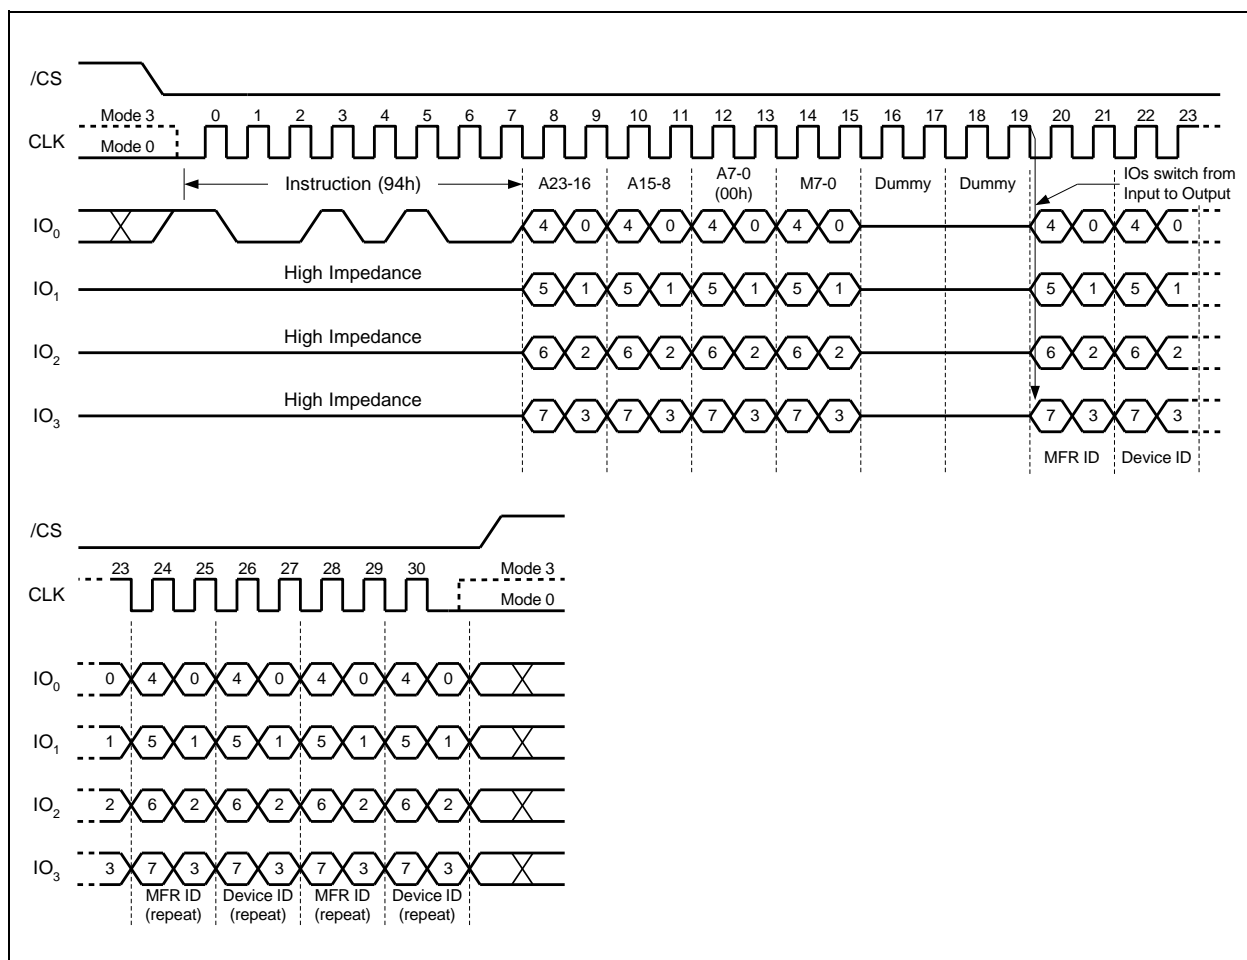 /CS
Mode 3 0 1 2 3 4 5 6 7 8 9 10 11 12 13 14 15 16 17 18 19 20 21 22 23
CLK
Mode 0
Instruction (94h) A23-16 A15-8 A7-0 (00h) M7-0 Dummy Dummy IOs switch from Input to Output
IO0 4 0 4 0 4 0 4 0 4 0 4 0
High Impedance
IO1 5 1 5 1 5 1 5 1 5 1 5 1
High Impedance
IO2 6 2 6 2 6 2 6 2 6 2 6 2
High Impedance
IO3 7 3 7 3 7 3 7 3 7 3 7 3
MFR ID Device ID
/CS
23 24 25 26 27 28 29 30 Mode 3
CLK
Mode 0
IO0 0 4 0 4 0 4 0 4 0
IO1 1 5 1 5 1 5 1 5 1
IO2 2 6 2 6 2 6 2 6 2
IO3 3 7 3 7 3 7 3 7 3
MFR ID Device ID MFR ID Device ID
(repeat) (repeat) (repeat) (repeat)